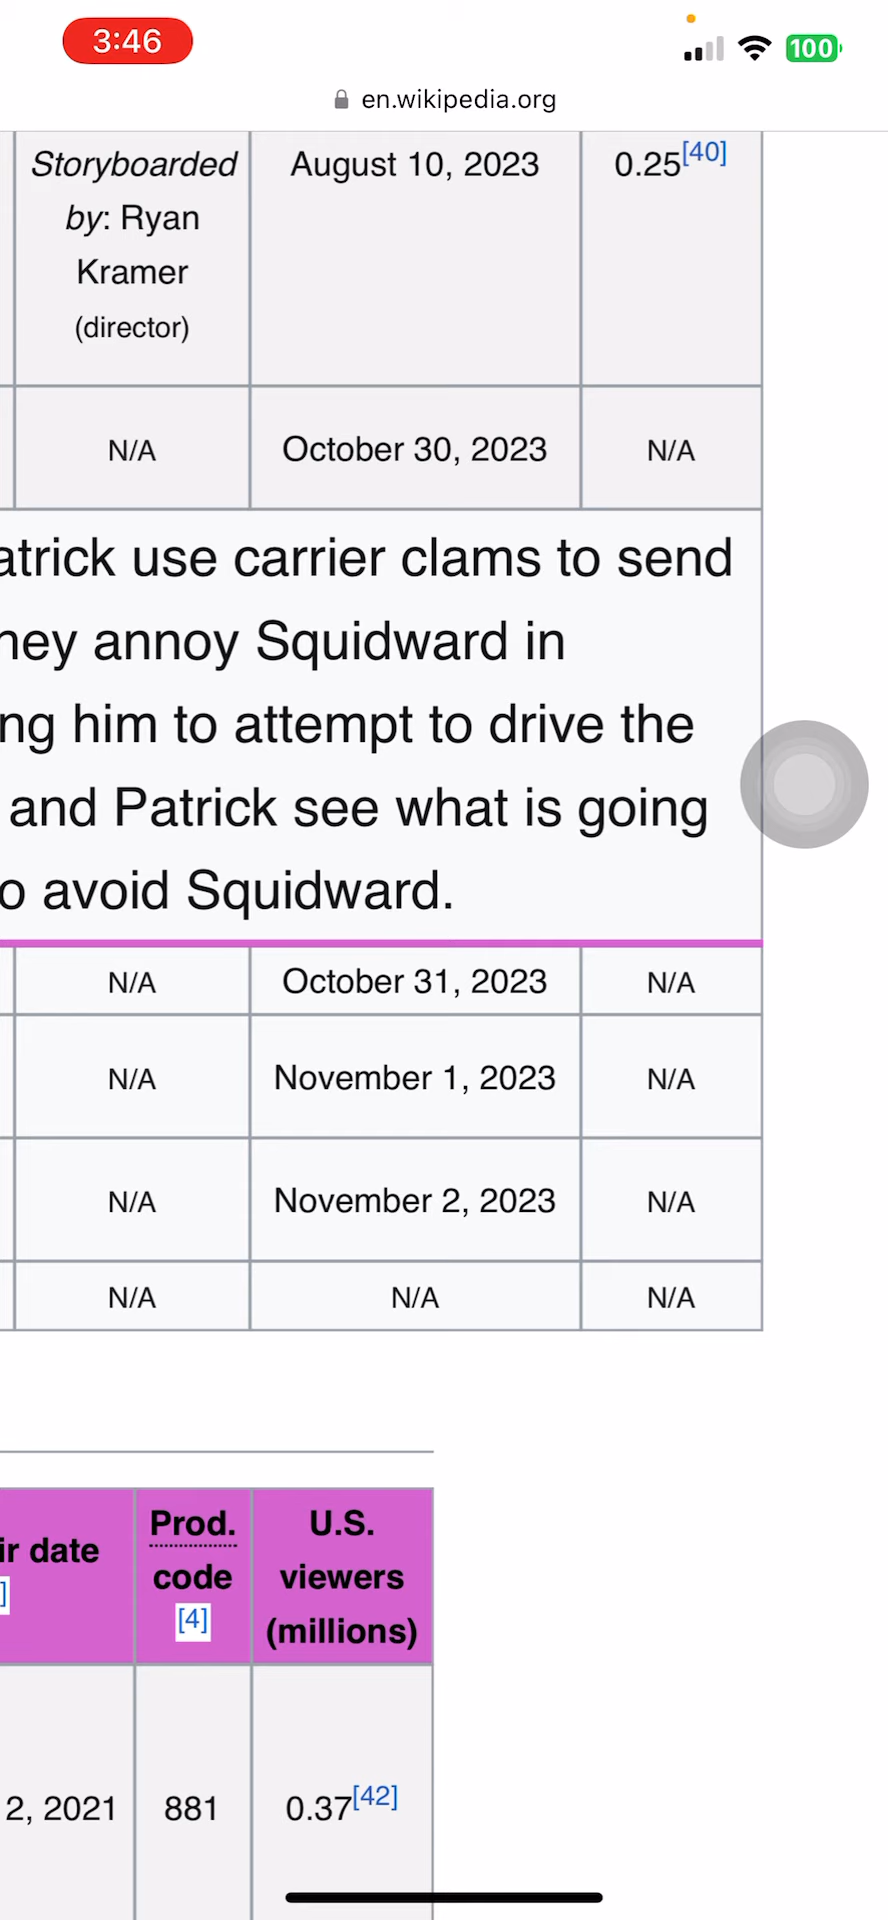 3:46
100
en.wikipedia.org
Storyboarded
by: Ryan
Kramer
(director)
August 10, 2023
0.25[40]
N/A
October 30, 2023
N/A
atrick use carrier clams to send
hey annoy Squidward in
ng him to attempt to drive the
and Patrick see what is going
o avoid Squidward.
N/A
October 31, 2023
N/A
N/A
November 1, 2023
N/A
N/A
November 2, 2023
N/A
N/A
N/A
N/A
ir date
]
Prod.
code
[4]
U.S.
viewers
(millions)
2, 2021
881
0.37[42]